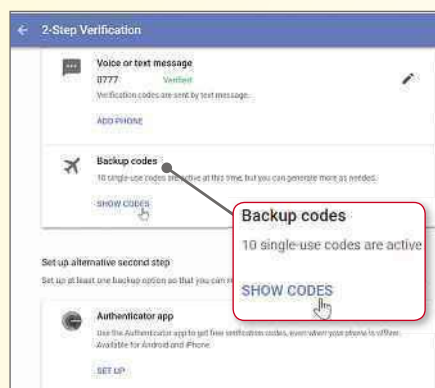 2-Step Verification
Voice or text message
0777 Verified
Verification codes are sent by text message.
ADD PHONE
Backup codes
10 single-use codes are active at this time, but you can generate more as needed.
SHOW CODES
Backup codes
10 single-use codes are active
SHOW CODES
Set up alternative second step
Set up at least one backup option so that you can
Authenticator app
Use the Authenticator app to get free verification codes, even when your phone is offline.
Available for Android and iPhone.
SET UP